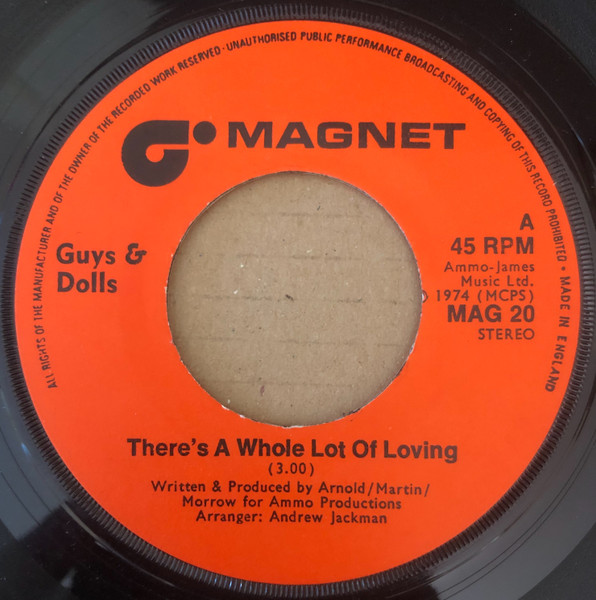 ALL RIGHTS OF THE MANUFACTURER AND OF THE OWNER OF THE RECORDED WORK RESERVED · UNAUTHORISED PUBLIC PERFORMANCE BROADCASTING AND COPYING OF THIS RECORD PROHIBITED • MADE IN ENGLAND
MAGNET
Guys &
Dolls
A
45 RPM
Ammo-James
Music Ltd.
1974 (MCPS)
MAG 20
STEREO
There's A Whole Lot Of Loving
(3.00)
Written & Produced by Arnold/Martin/
Morrow for Ammo Productions
Arranger: Andrew Jackman